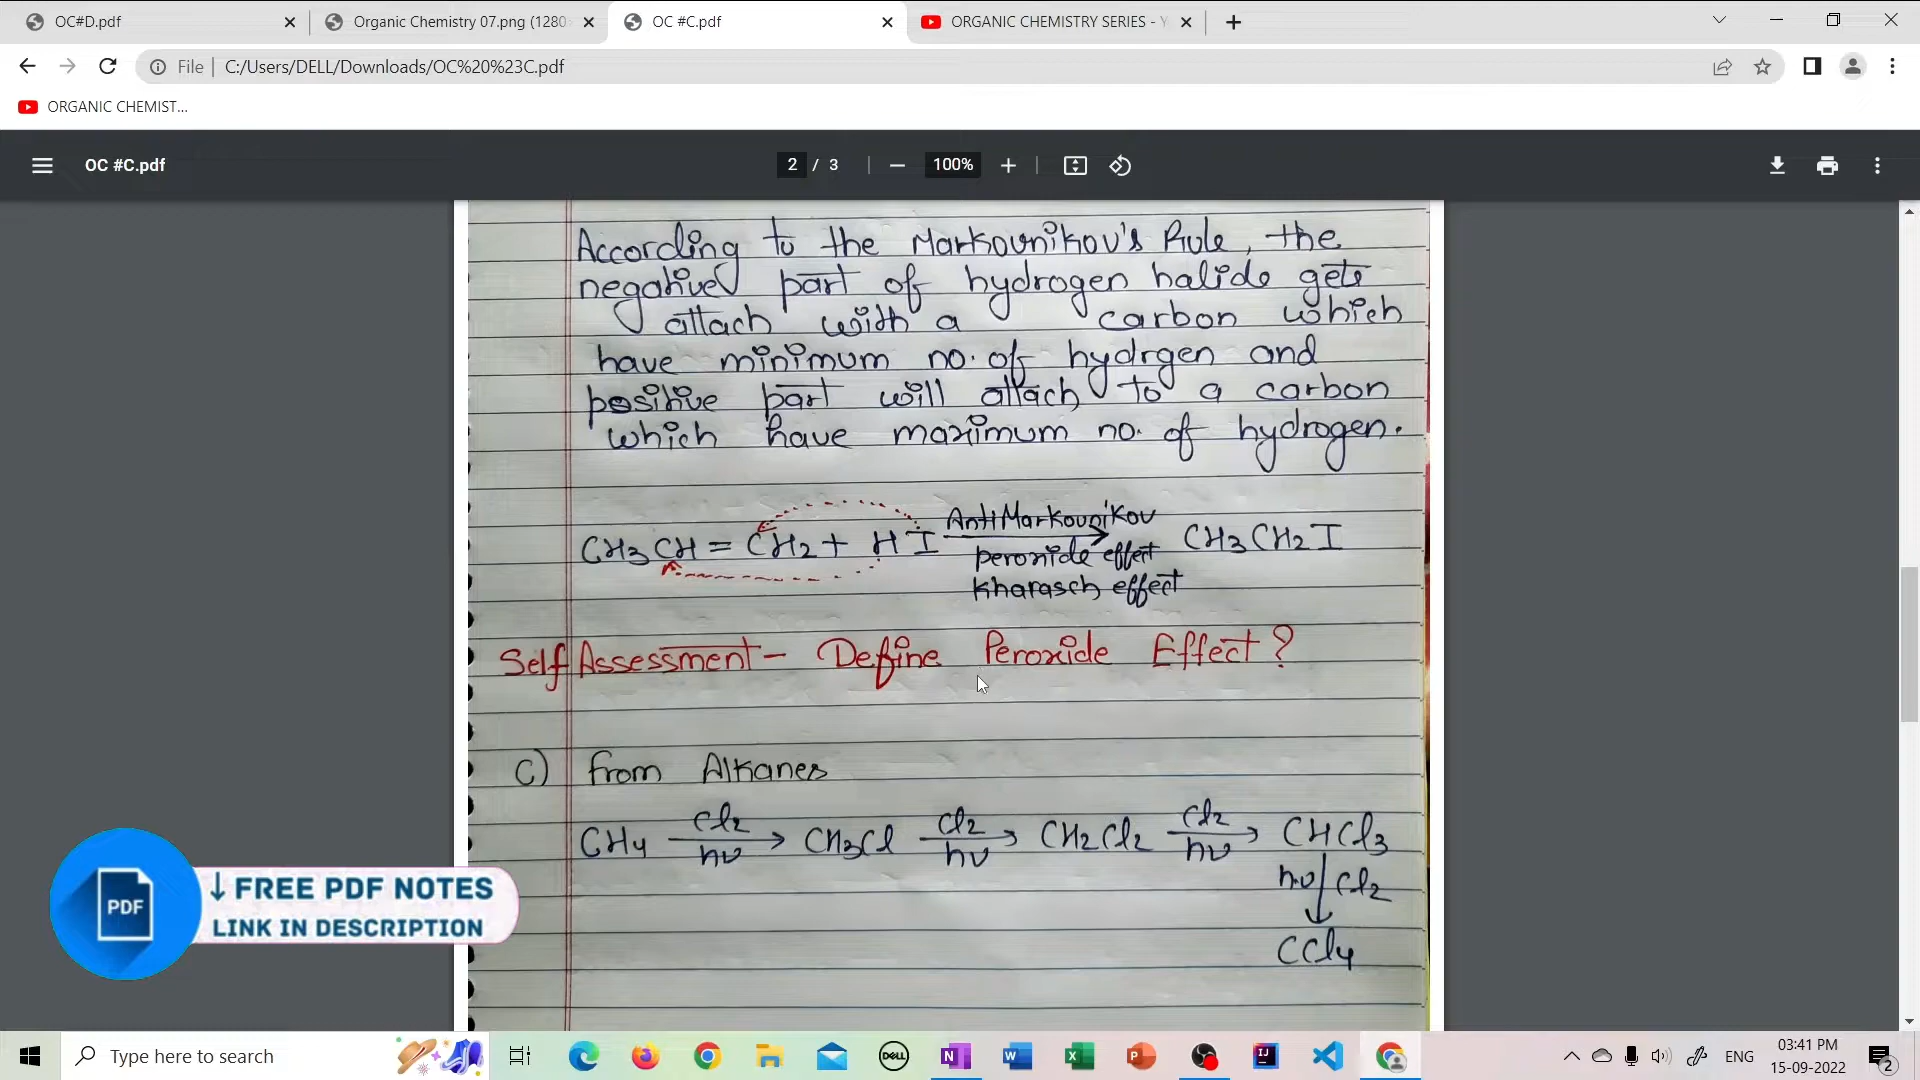 OC#D.pdf
Organic Chemistry 07.png (1280
OC #C.pdf
ORGANIC CHEMISTRY SERIES - Y
File
C:/Users/DELL/Downloads/OC%20%23C.pdf
ORGANIC CHEMIST...
OC #C.pdf
2 / 3
100%
According to the Markovnikov's Rule, the
negative part of hydrogen halide gets
attach with a carbon which
have minimum no. of hydrgen and
positive part will attach to a carbon
which have maximum no. of hydrogen.
CH3CH = CH2 + HI AntiMarkovnikov CH3CH2I
peroxide effect
Kharasch effect
Self Assessment - Define Peroxide Effect?
C) From Alkanes
Cl2 Cl2 Cl2
CH4 → CH3Cl → CH2Cl2 → CHCl3
hν hν hν
hν Cl2
CCl4
PDF
↓FREE PDF NOTES
LINK IN DESCRIPTION
Type here to search
DELL
ENG
03:41 PM
15-09-2022
2